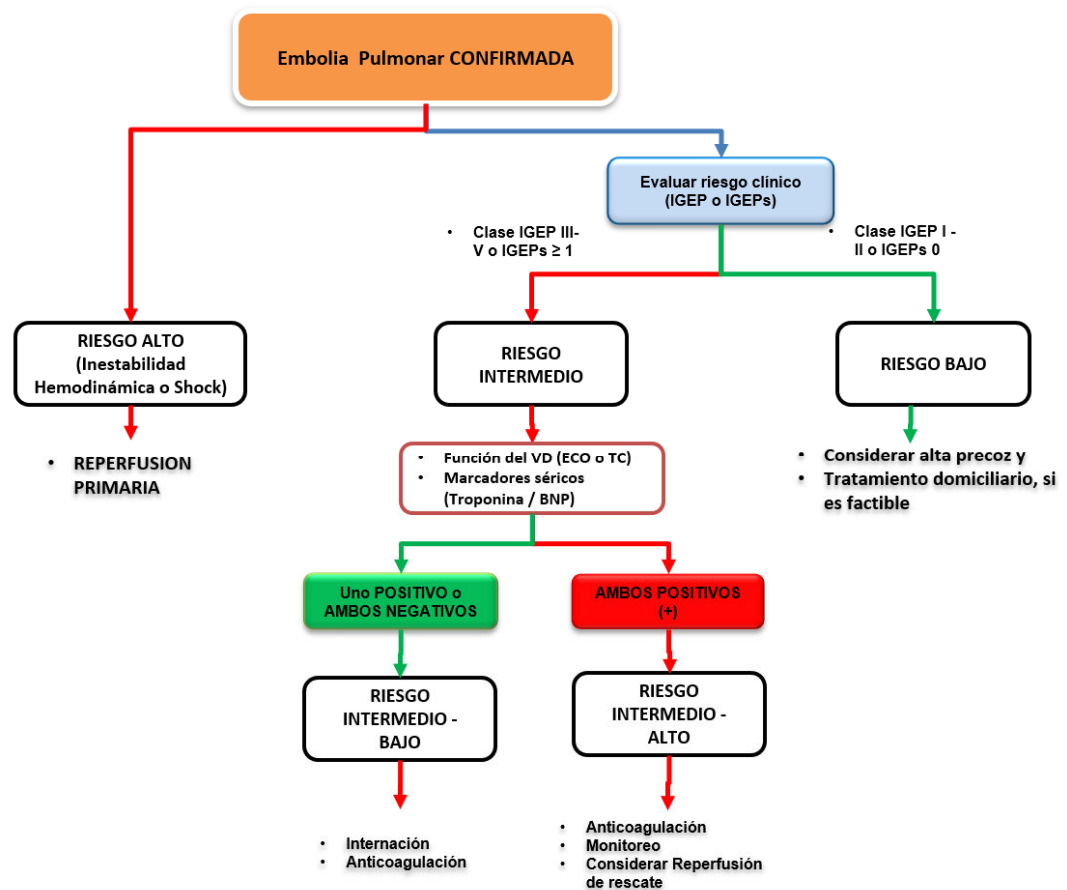 Embolia Pulmonar CONFIRMADA
Evaluar riesgo clínico
(IGEP o IGEPs)
• Clase IGEP III-
V o IGEPs ≥ 1
• Clase IGEP I -
II o IGEPs 0
RIESGO ALTO
(Inestabilidad
Hemodinámica o Shock)
RIESGO
INTERMEDIO
RIESGO BAJO
• REPERFUSION
PRIMARIA
• Función del VD (ECO o TC)
• Marcadores séricos
(Troponina / BNP)
• Considerar alta precoz y
• Tratamiento domiciliario, si
es factible
Uno POSITIVO o
AMBOS NEGATIVOS
AMBOS POSITIVOS
(+)
RIESGO
INTERMEDIO -
BAJO
RIESGO
INTERMEDIO -
ALTO
• Internación
• Anticoagulación
• Anticoagulación
• Monitoreo
• Considerar Reperfusión
de rescate